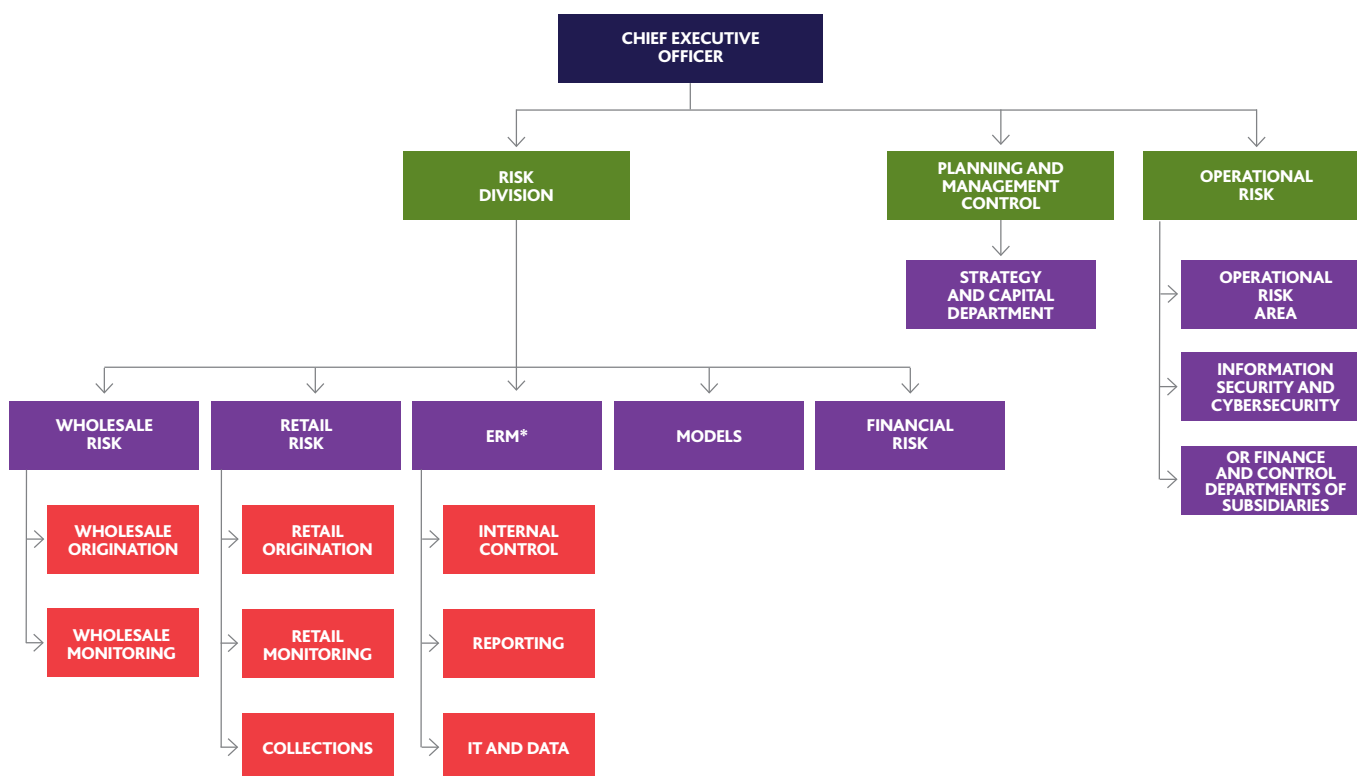 CHIEF EXECUTIVE
OFFICER
RISK
DIVISION
PLANNING AND
MANAGEMENT
CONTROL
OPERATIONAL
RISK
STRATEGY
AND CAPITAL
DEPARTMENT
OPERATIONAL
RISK
AREA
INFORMATION
SECURITY AND
CYBERSECURITY
OR FINANCE
AND CONTROL
DEPARTMENTS OF
SUBSIDIARIES
WHOLESALE
RISK
RETAIL
RISK
ERM*
MODELS
FINANCIAL
RISK
WHOLESALE
ORIGINATION
RETAIL
ORIGINATION
INTERNAL
CONTROL
WHOLESALE
MONITORING
RETAIL
MONITORING
REPORTING
COLLECTIONS
IT AND DATA